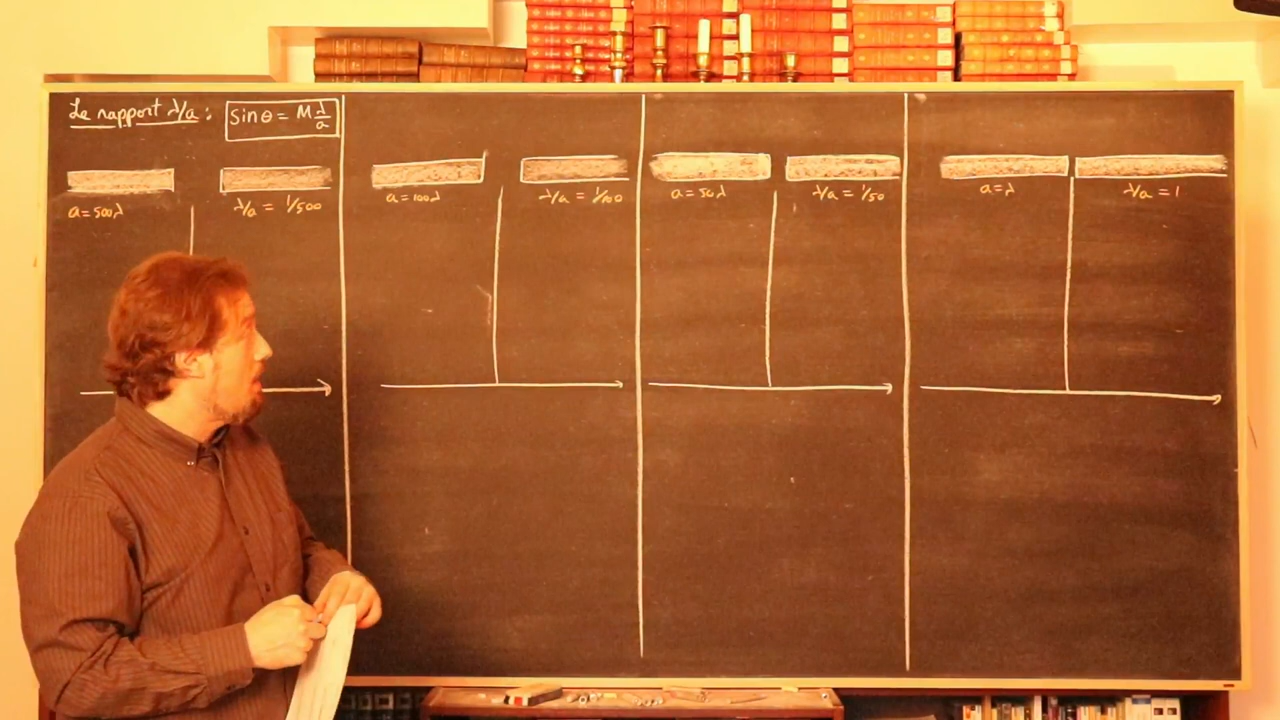 Le rapport λ/a : Sinθ = M λ/a
a = 500λ λ/a = 1/500
a = 100λ λ/a = 1/100
a = 50λ λ/a = 1/50
a = λ λ/a = 1